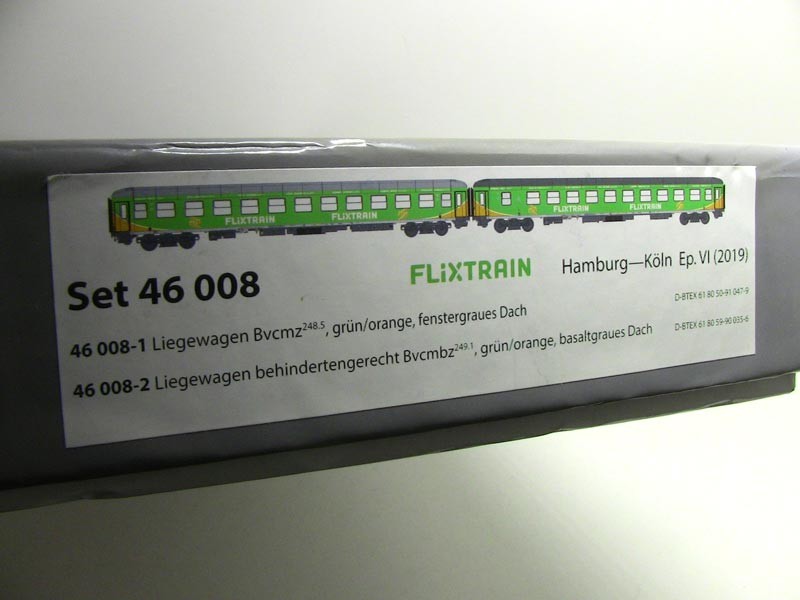 FLiXTRAIN FLiXTRAIN FLiXTRAIN FLiXTRAIN
Set 46 008 FLiXTRAIN Hamburg—Köln Ep. VI (2019)
46 008-1 Liegewagen Bvcmz248.5, grün/orange, fenstergraues Dach D-BTEX 61 80 50-91 047-9
46 008-2 Liegewagen behindertengerecht Bvcmbz249.1, grün/orange, basaltgraues Dach D-BTEX 61 80 59-90 035-6